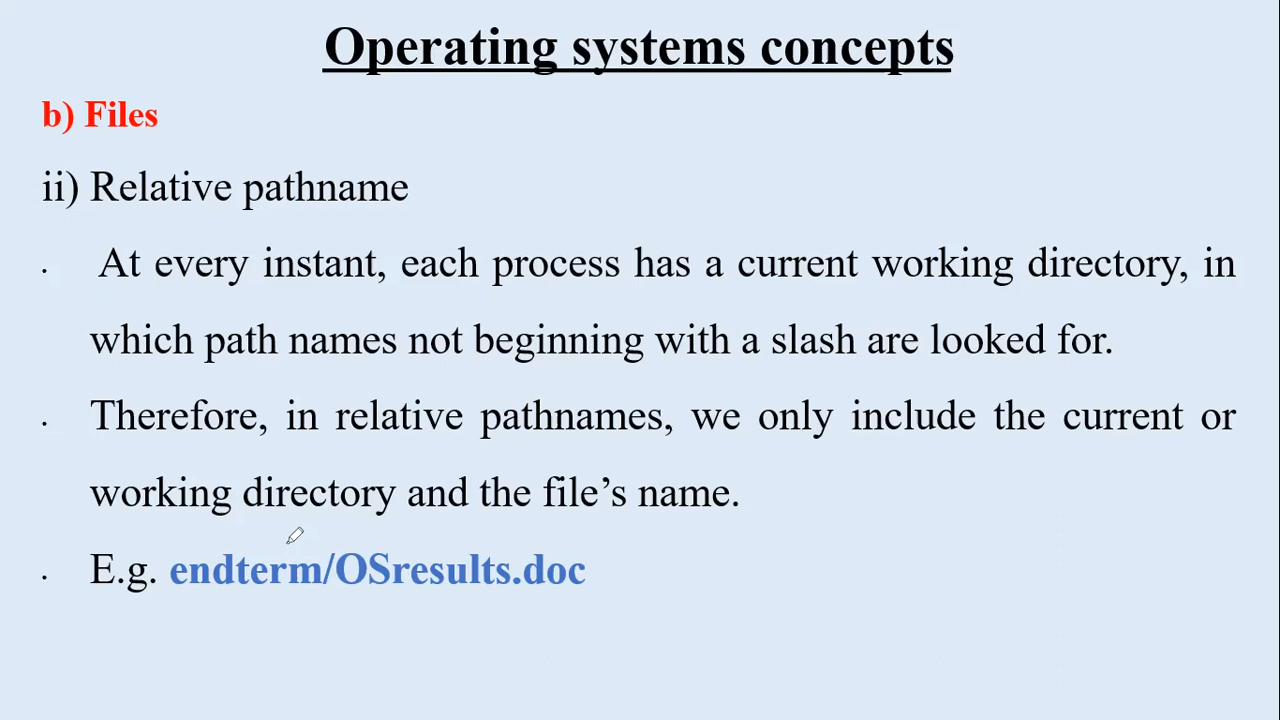 Operating systems concepts
b) Files
ii) Relative pathname
· At every instant, each process has a current working directory, in
which path names not beginning with a slash are looked for.
· Therefore, in relative pathnames, we only include the current or
working directory and the file’s name.
· E.g. endterm/OSresults.doc